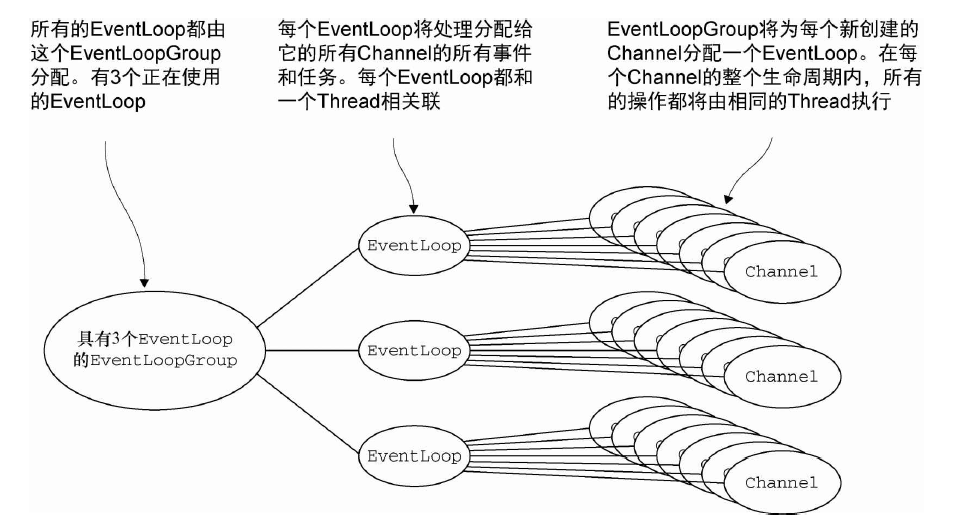 所有的EventLoop都由
这个EventLoopGroup
分配。有3个正在使用
的EventLoop
每个EventLoop将处理分配给
它的所有Channel的所有事件
和任务。每个EventLoop都和
一个Thread相关联
EventLoopGroup将为每个新创建的
Channel分配一个EventLoop。在每
个Channel的整个生命周期内，所有
的操作都将由相同的Thread执行
具有3个EventLoop
的EventLoopGroup
EventLoop
Channel
EventLoop
Channel
EventLoop
Channel